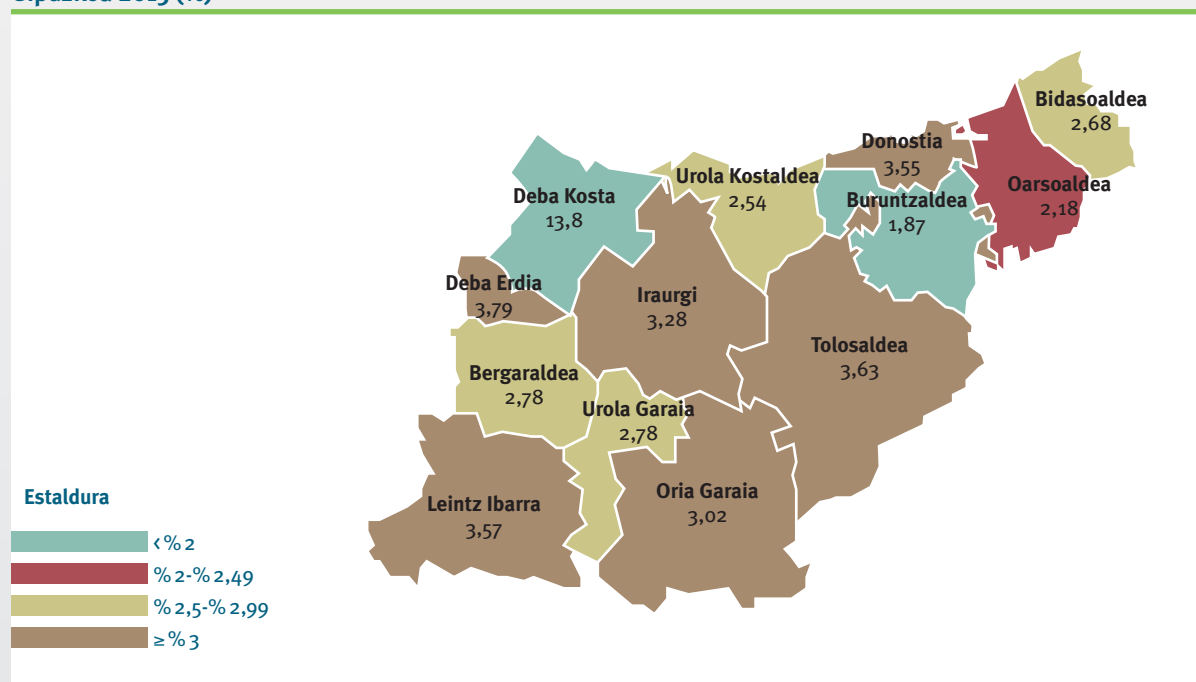 Bidasoaldea
2,68
Donostia
3,55
Urola Kostaldea
2,54
Oarsoaldea
2,18
Deba Kosta
13,8
Buruntzaldea
1,87
Deba Erdia
3,79
Iraurgi
3,28
Tolosaldea
3,63
Bergaraldea
2,78
Urola Garaia
2,78
Oria Garaia
3,02
Leintz Ibarra
3,57
Estaldura
<%2
%2-%2,49
%2,5-%2,99
≥%3